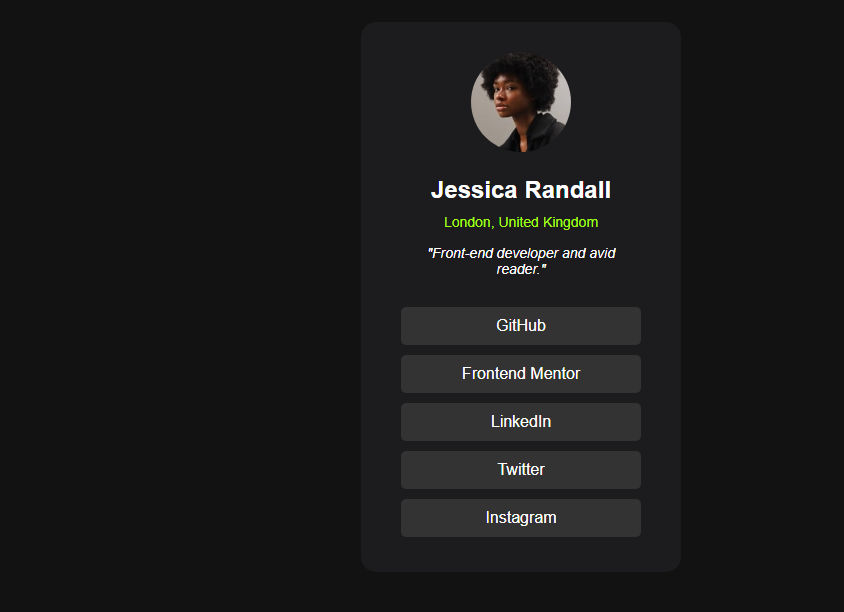 Jessica Randall
London, United Kingdom
"Front-end developer and avid
reader."
GitHub
Frontend Mentor
LinkedIn
Twitter
Instagram